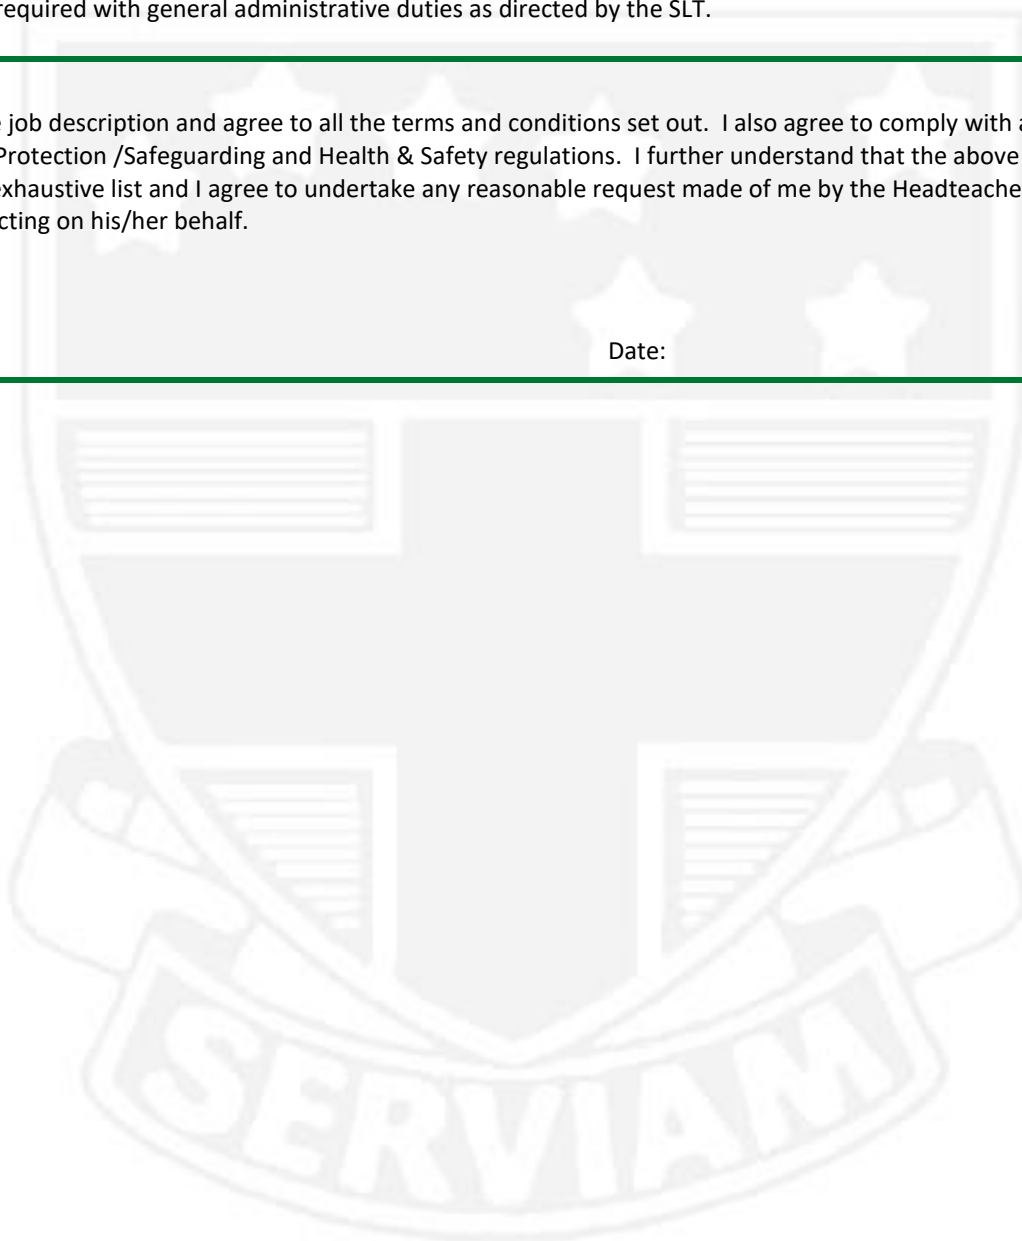 required with general administrative duties as directed by the SLT.
job description and agree to all the terms and conditions set out. I also agree to comply with
Protection /Safeguarding and Health & Safety regulations. I further understand that the above
exhaustive list and I agree to undertake any reasonable request made of me by the
on his/her behalf.
Date:
SERVIAM